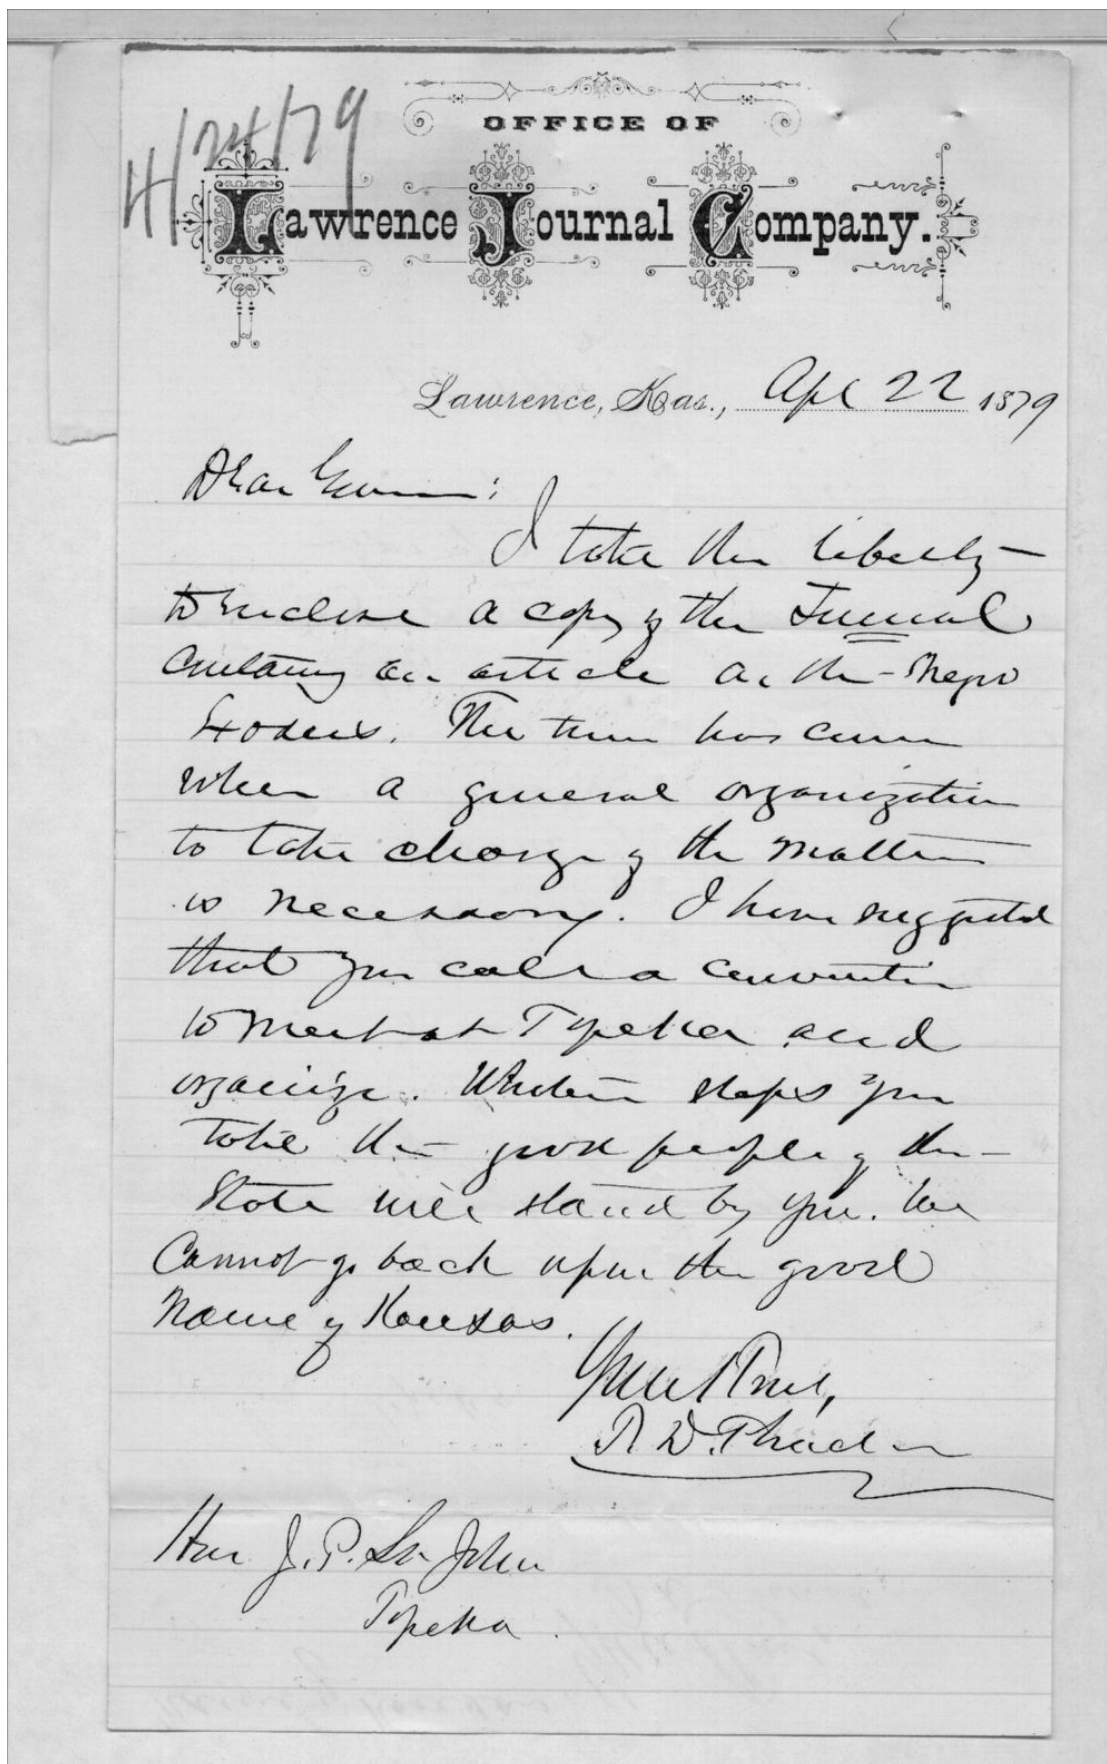 4/24/79
OFFICE OF
Lawrence Journal Company.
Lawrence, Kas., Apl 22 1879
Dear Governor:
I take the liberty
to enclose a copy of the Journal
containing an article on the Negro
Exodus. The time has come
when a general organization
to take charge of the matter
is necessary. I have suggested
that you call a convention
to meet at Topeka and
organize. Whatever steps you
take the good people of the
State will stand by you. We
cannot go back upon the good
name of Kansas.
Yours Truly,
T. D. Thacher
Hon J. P. St. John
Topeka.